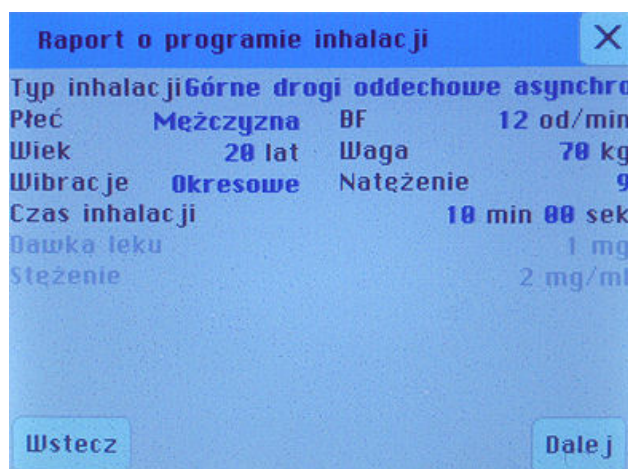 Raport o programie inhalacji X
Typ inhalacji Górne drogi oddechowe asynchro
Płeć Mężczyzna BF 12 od/min
Wiek 20 lat Waga 70 kg
Wibracje Okresowe Natężenie 9
Czas inhalacji 10 min 00 sek
Dawka leku 1 mg
Stężenie 2 mg/ml
Wstecz Dalej